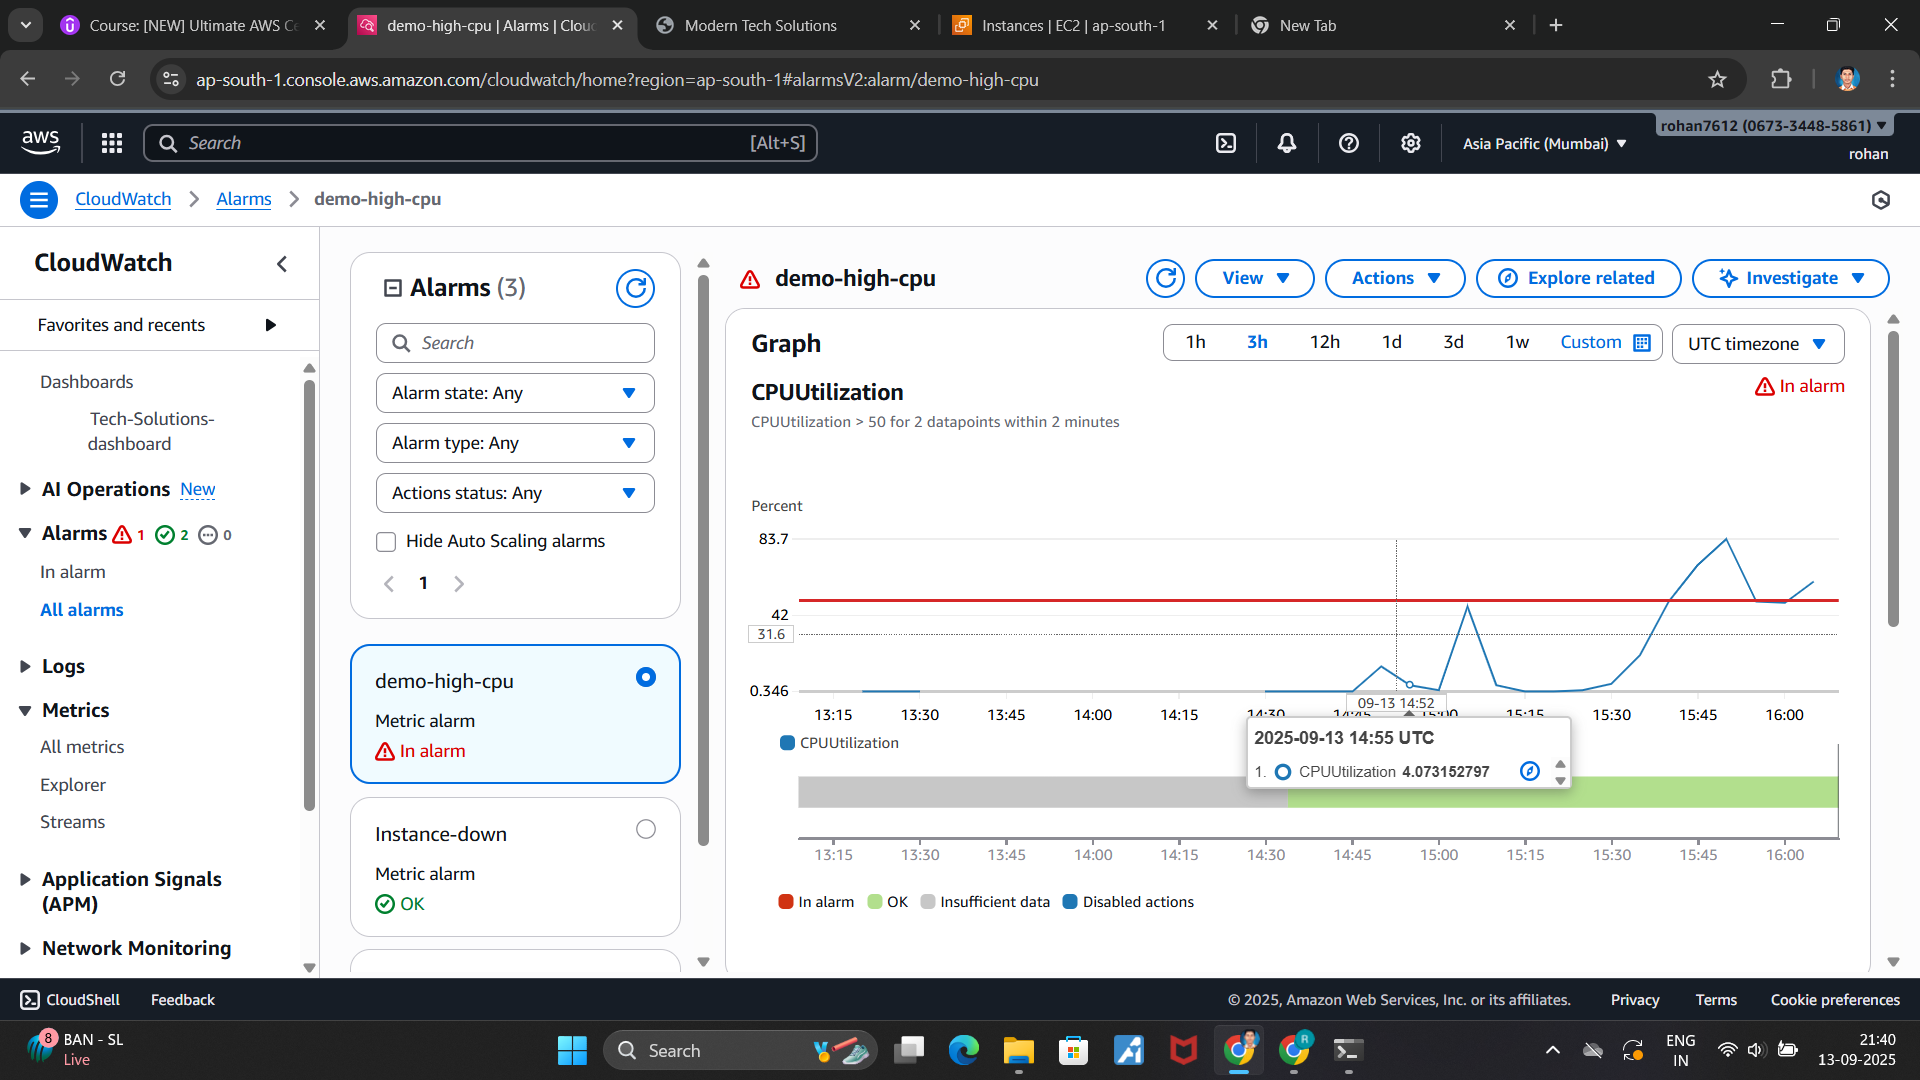 Course: [NEW] Ultimate AWS Ce
demo-high-cpu | Alarms | Clou
Modern Tech Solutions
Instances | EC2 | ap-south-1
New Tab
ap-south-1.console.aws.amazon.com/cloudwatch/home?region=ap-south-1#alarmsV2:alarm/demo-high-cpu
aws
Search
[Alt+S]
Asia Pacific (Mumbai)
rohan7612 (0673-3448-5861)
rohan
CloudWatch
Alarms
demo-high-cpu
CloudWatch
Favorites and recents
Dashboards
Tech-Solutions-
dashboard
AI Operations New
Alarms 1 2 0
In alarm
All alarms
Logs
Metrics
All metrics
Explorer
Streams
Application Signals
(APM)
Network Monitoring
Alarms (3)
Search
Alarm state: Any
Alarm type: Any
Actions status: Any
Hide Auto Scaling alarms
1
demo-high-cpu
Metric alarm
In alarm
Instance-down
Metric alarm
OK
demo-high-cpu
View
Actions
Explore related
Investigate
Graph
1h 3h 12h 1d 3d 1w Custom
UTC timezone
CPUUtilization
In alarm
CPUUtilization > 50 for 2 datapoints within 2 minutes
Percent
83.7
42
31.6
0.346
09-13 14:52
13:15 13:30 13:45 14:00 14:15 14:30 14:45 15:00 15:15 15:30 15:45 16:00
CPUUtilization
2025-09-13 14:55 UTC
1. CPUUtilization 4.073152797
13:15 13:30 13:45 14:00 14:15 14:30 14:45 15:00 15:15 15:30 15:45 16:00
In alarm OK Insufficient data Disabled actions
CloudShell
Feedback
© 2025, Amazon Web Services, Inc. or its affiliates.
Privacy
Terms
Cookie preferences
8
BAN - SL
Live
Search
R
ENG
IN
21:40
13-09-2025